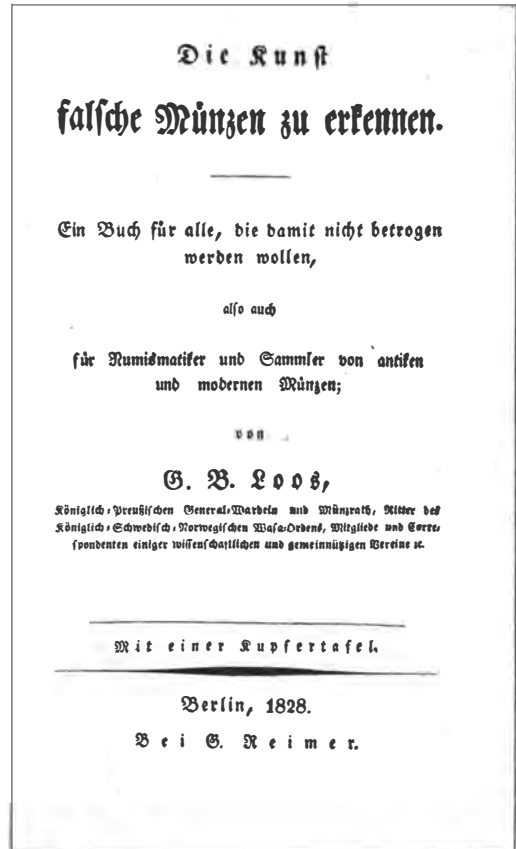 Die Kunſt
falſche Münzen zu erkennen.
Ein Buch für alle, die damit nicht betrogen
werden wollen,
alſo auch
für Numismatiker und Sammler von antiken
und modernen Münzen;
von
G. B. Loos,
Königlich-Preußiſchen General-Wardein und Münzrath, Ritter des
Königlich-Schwediſch-Norwegiſchen Waſa-Ordens, Mitgliede und Corre-
ſpondenten einiger wiſſenſchaftlichen und gemeinnützigen Vereine ꝛc.
Mit einer Kupfertafel.
Berlin, 1828.
Bei G. Reimer.